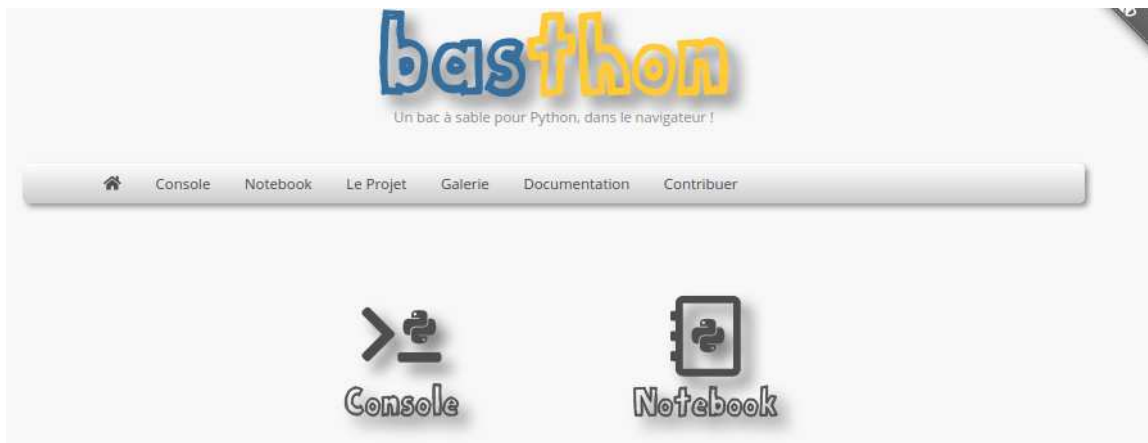 basthon
Un bac à sable pour Python, dans le navigateur !
Console Notebook Le Projet Galerie Documentation Contribuer
Console Notebook